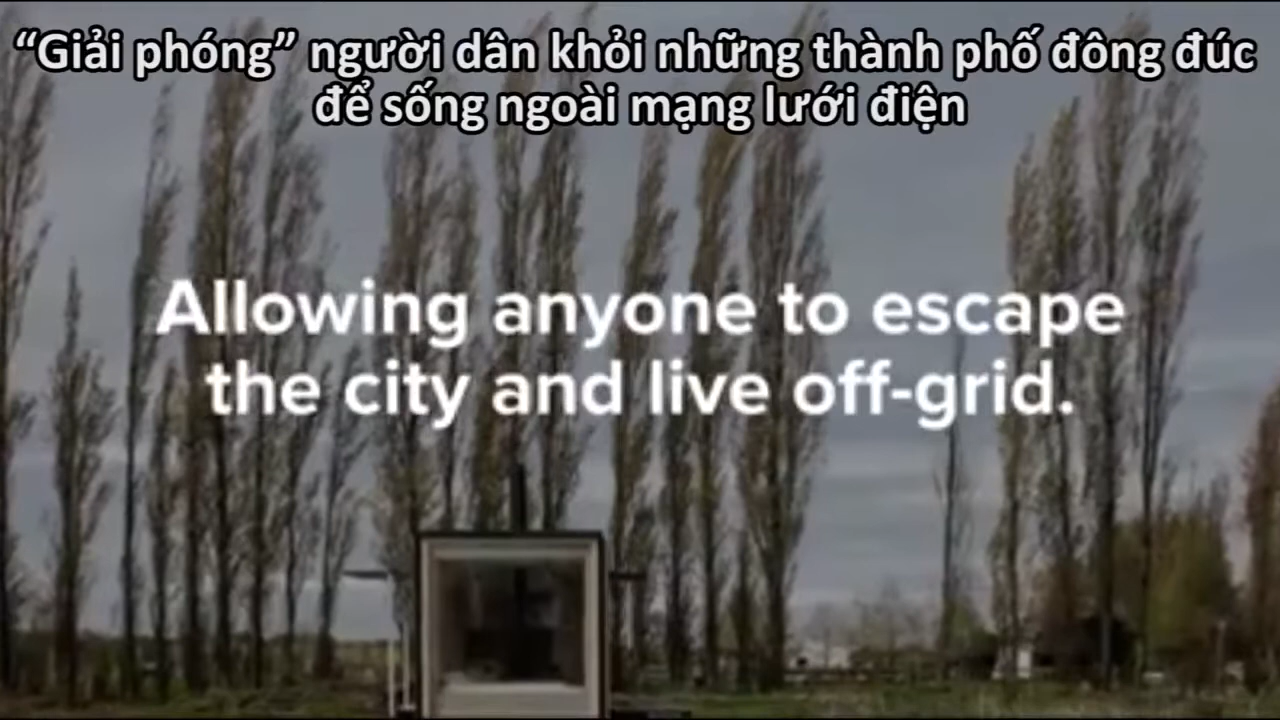 “Giải phóng” người dân khỏi những thành phố đông đúc
để sống ngoài mạng lưới điện
Allowing anyone to escape
the city and live off-grid.